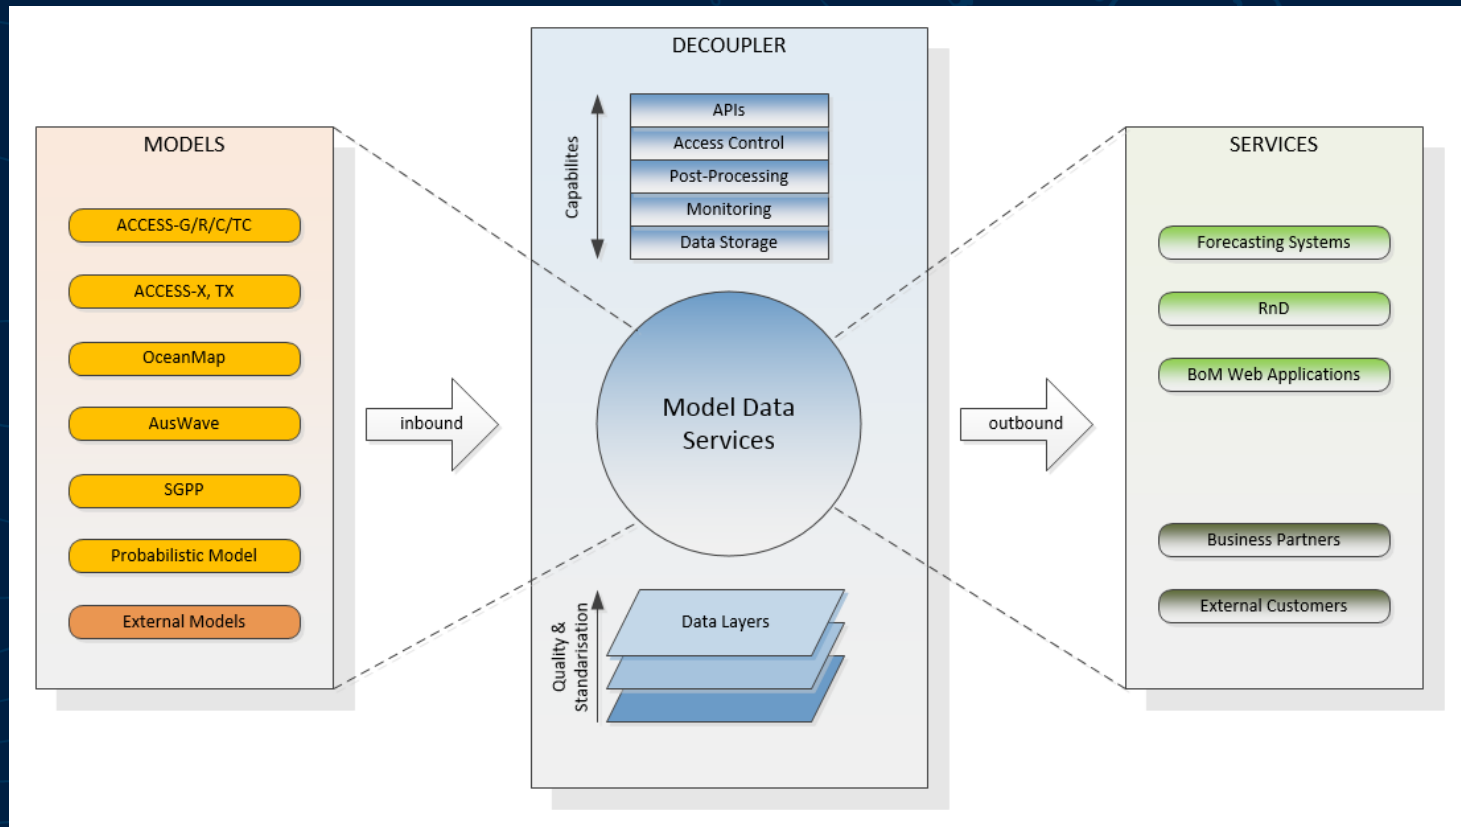 DECOUPLER
APIs
Access Control
Post-Processing
Monitoring
Data Storage
Capabilites
MODELS
ACCESS-G/R/C/TC
ACCESS-X, TX
OceanMap
AusWave
SGPP
Probabilistic Model
External Models
inbound
Model Data
Services
outbound
Data Layers
Quality &
Standarisation
SERVICES
Forecasting Systems
RnD
BoM Web Applications
Business Partners
External Customers